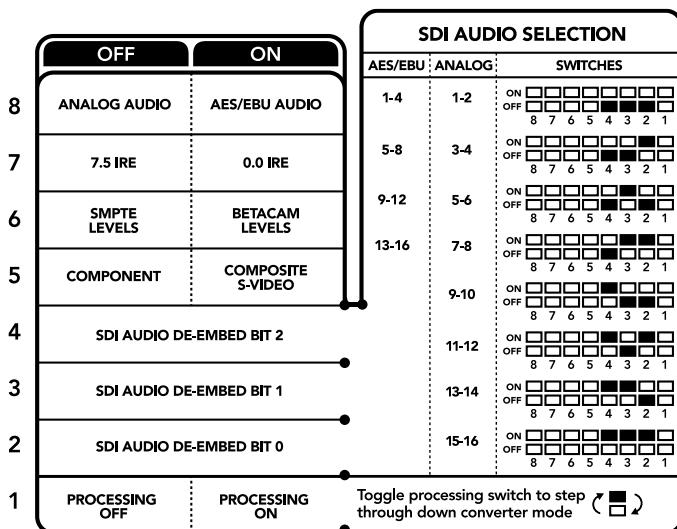 OFF ON
8 ANALOG AUDIO AES/EBU AUDIO
7 7.5 IRE 0.0 IRE
6 SMPTE LEVELS BETACAM LEVELS
5 COMPONENT COMPOSITE S-VIDEO
4 SDI AUDIO DE-EMBED BIT 2
3 SDI AUDIO DE-EMBED BIT 1
2 SDI AUDIO DE-EMBED BIT 0
1 PROCESSING OFF PROCESSING ON
SDI AUDIO SELECTION
AES/EBU ANALOG SWITCHES
1-4 1-2 ON
OFF
8 7 6 5 4 3 2 1
5-8 3-4 ON
OFF
8 7 6 5 4 3 2 1
9-12 5-6 ON
OFF
8 7 6 5 4 3 2 1
13-16 7-8 ON
OFF
8 7 6 5 4 3 2 1
9-10 ON
OFF
8 7 6 5 4 3 2 1
11-12 ON
OFF
8 7 6 5 4 3 2 1
13-14 ON
OFF
8 7 6 5 4 3 2 1
15-16 ON
OFF
8 7 6 5 4 3 2 1
Toggle processing switch to step
through down converter mode